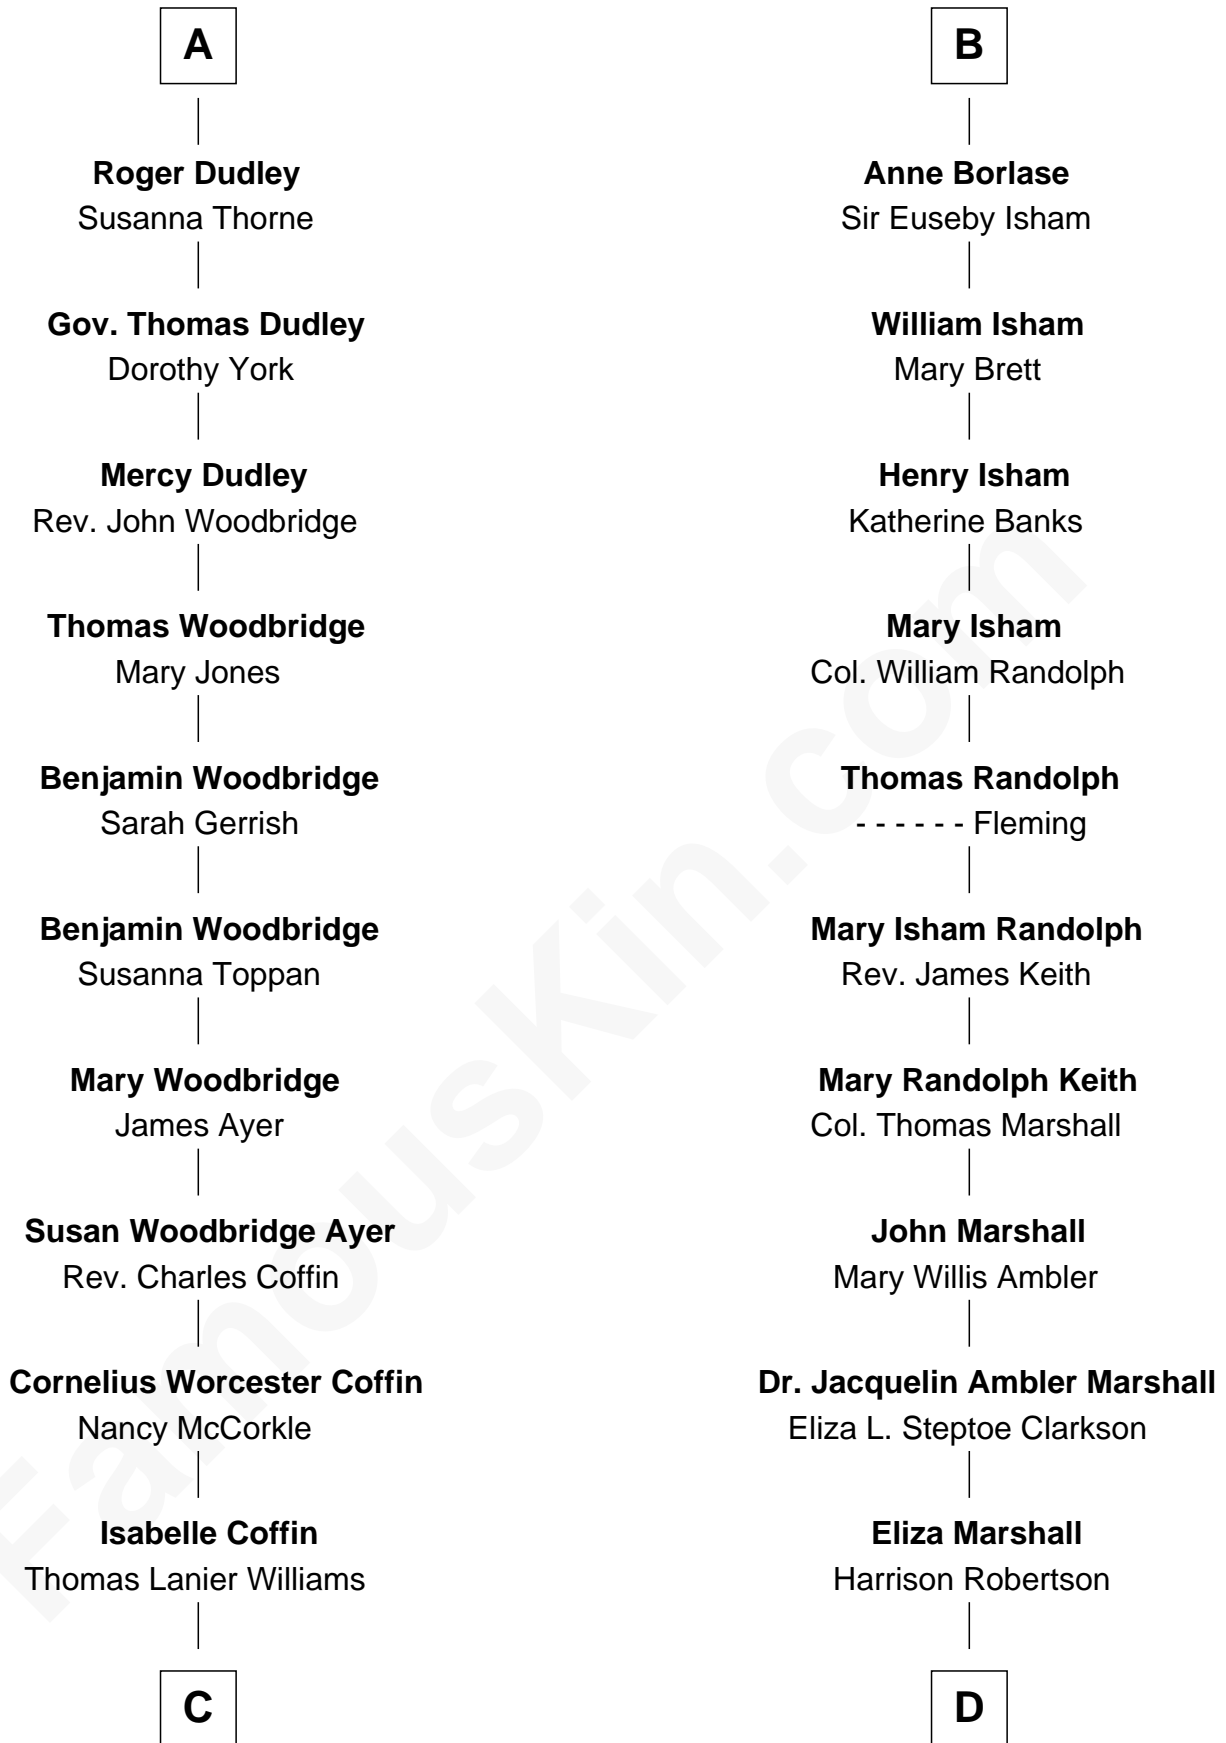 A
Roger Dudley
Susanna Thorne
Gov. Thomas Dudley
Dorothy York
Mercy Dudley
Rev. John Woodbridge
Thomas Woodbridge
Mary Jones
Benjamin Woodbridge
Sarah Gerrish
Benjamin Woodbridge
Susanna Toppan
Mary Woodbridge
James Ayer
Susan Woodbridge Ayer
Rev. Charles Coffin
Cornelius Worcester Coffin
Nancy McCorkle
Isabelle Coffin
Thomas Lanier Williams
C
B
Anne Borlase
Sir Euseby Isham
William Isham
Mary Brett
Henry Isham
Katherine Banks
Mary Isham
Col. William Randolph
Thomas Randolph
- - - - - - Fleming
Mary Isham Randolph
Rev. James Keith
Mary Randolph Keith
Col. Thomas Marshall
John Marshall
Mary Willis Ambler
Dr. Jacquelin Ambler Marshall
Eliza L. Steptoe Clarkson
Eliza Marshall
Harrison Robertson
D
FamousKin.com